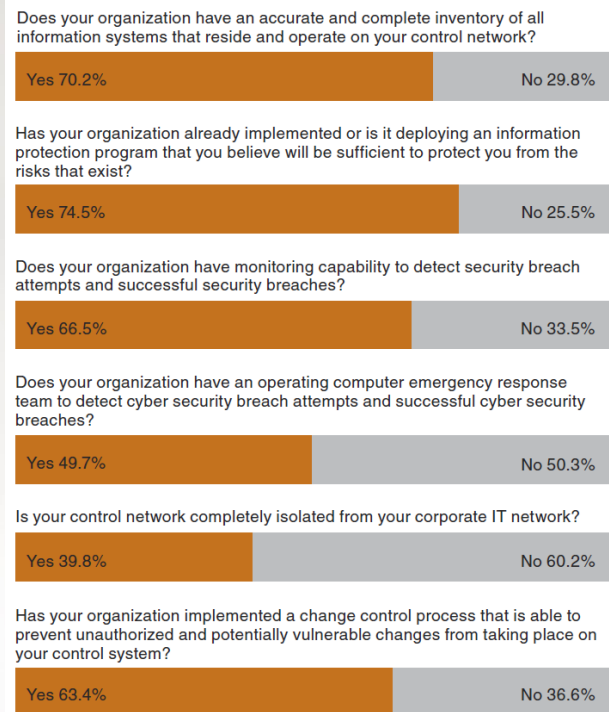 Does your organization have an accurate and complete inventory of all
information systems that reside and operate on your control network?
Yes 70.2% No 29.8%
Has your organization already implemented or is it deploying an information
protection program that you believe will be sufficient to protect you from the
risks that exist?
Yes 74.5% No 25.5%
Does your organization have monitoring capability to detect security breach
attempts and successful security breaches?
Yes 66.5% No 33.5%
Does your organization have an operating computer emergency response
team to detect cyber security breach attempts and successful cyber security
breaches?
Yes 49.7% No 50.3%
Is your control network completely isolated from your corporate IT network?
Yes 39.8% No 60.2%
Has your organization implemented a change control process that is able to
prevent unauthorized and potentially vulnerable changes from taking place on
your control system?
Yes 63.4% No 36.6%